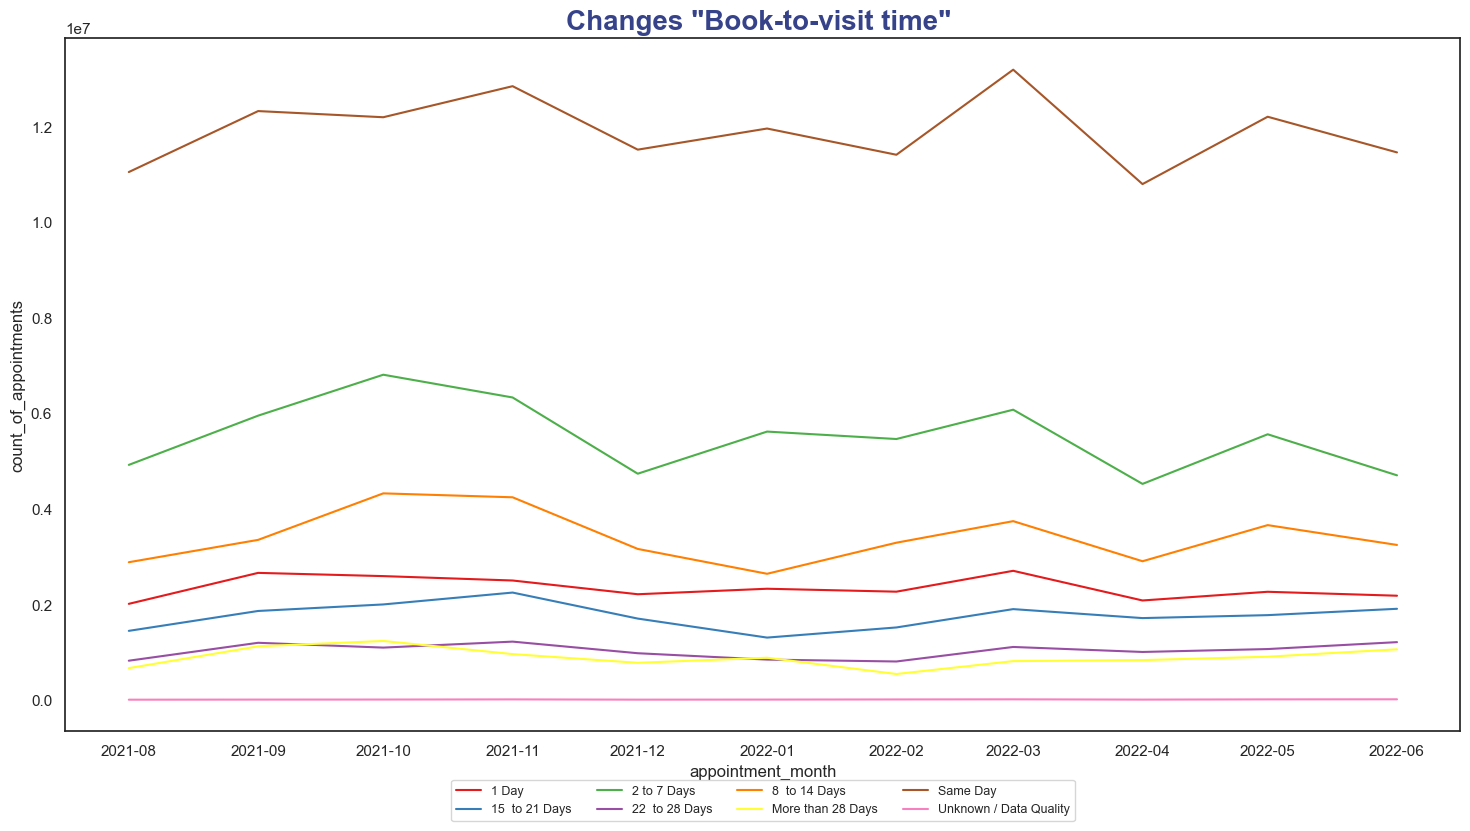 Changes "Book-to-visit time"
1e7
1.2
1.0
0.8
0.6
0.4
0.2
0.0
count_of_appointments
2021-08 2021-09 2021-10 2021-11 2021-12 2022-01 2022-02 2022-03 2022-04 2022-05 2022-06
appointment_month
1 Day 2 to 7 Days 8  to 14 Days Same Day
15  to 21 Days 22  to 28 Days More than 28 Days Unknown / Data Quality